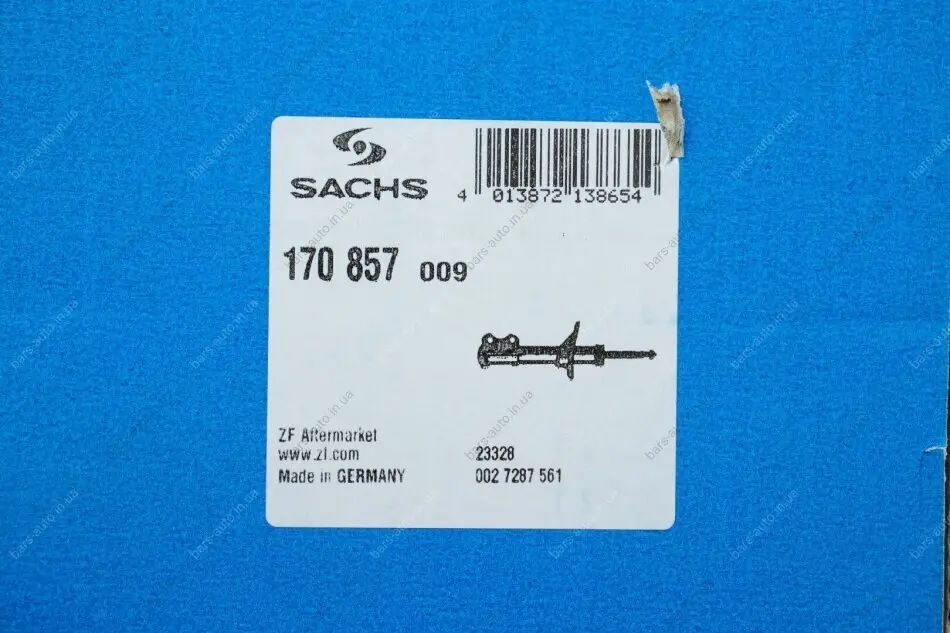 SACHS
4 013872 138654
170 857 009
ZF Aftermarket
www.zf.com
23328
Made in GERMANY
002 7287 561
bars-auto.in.ua